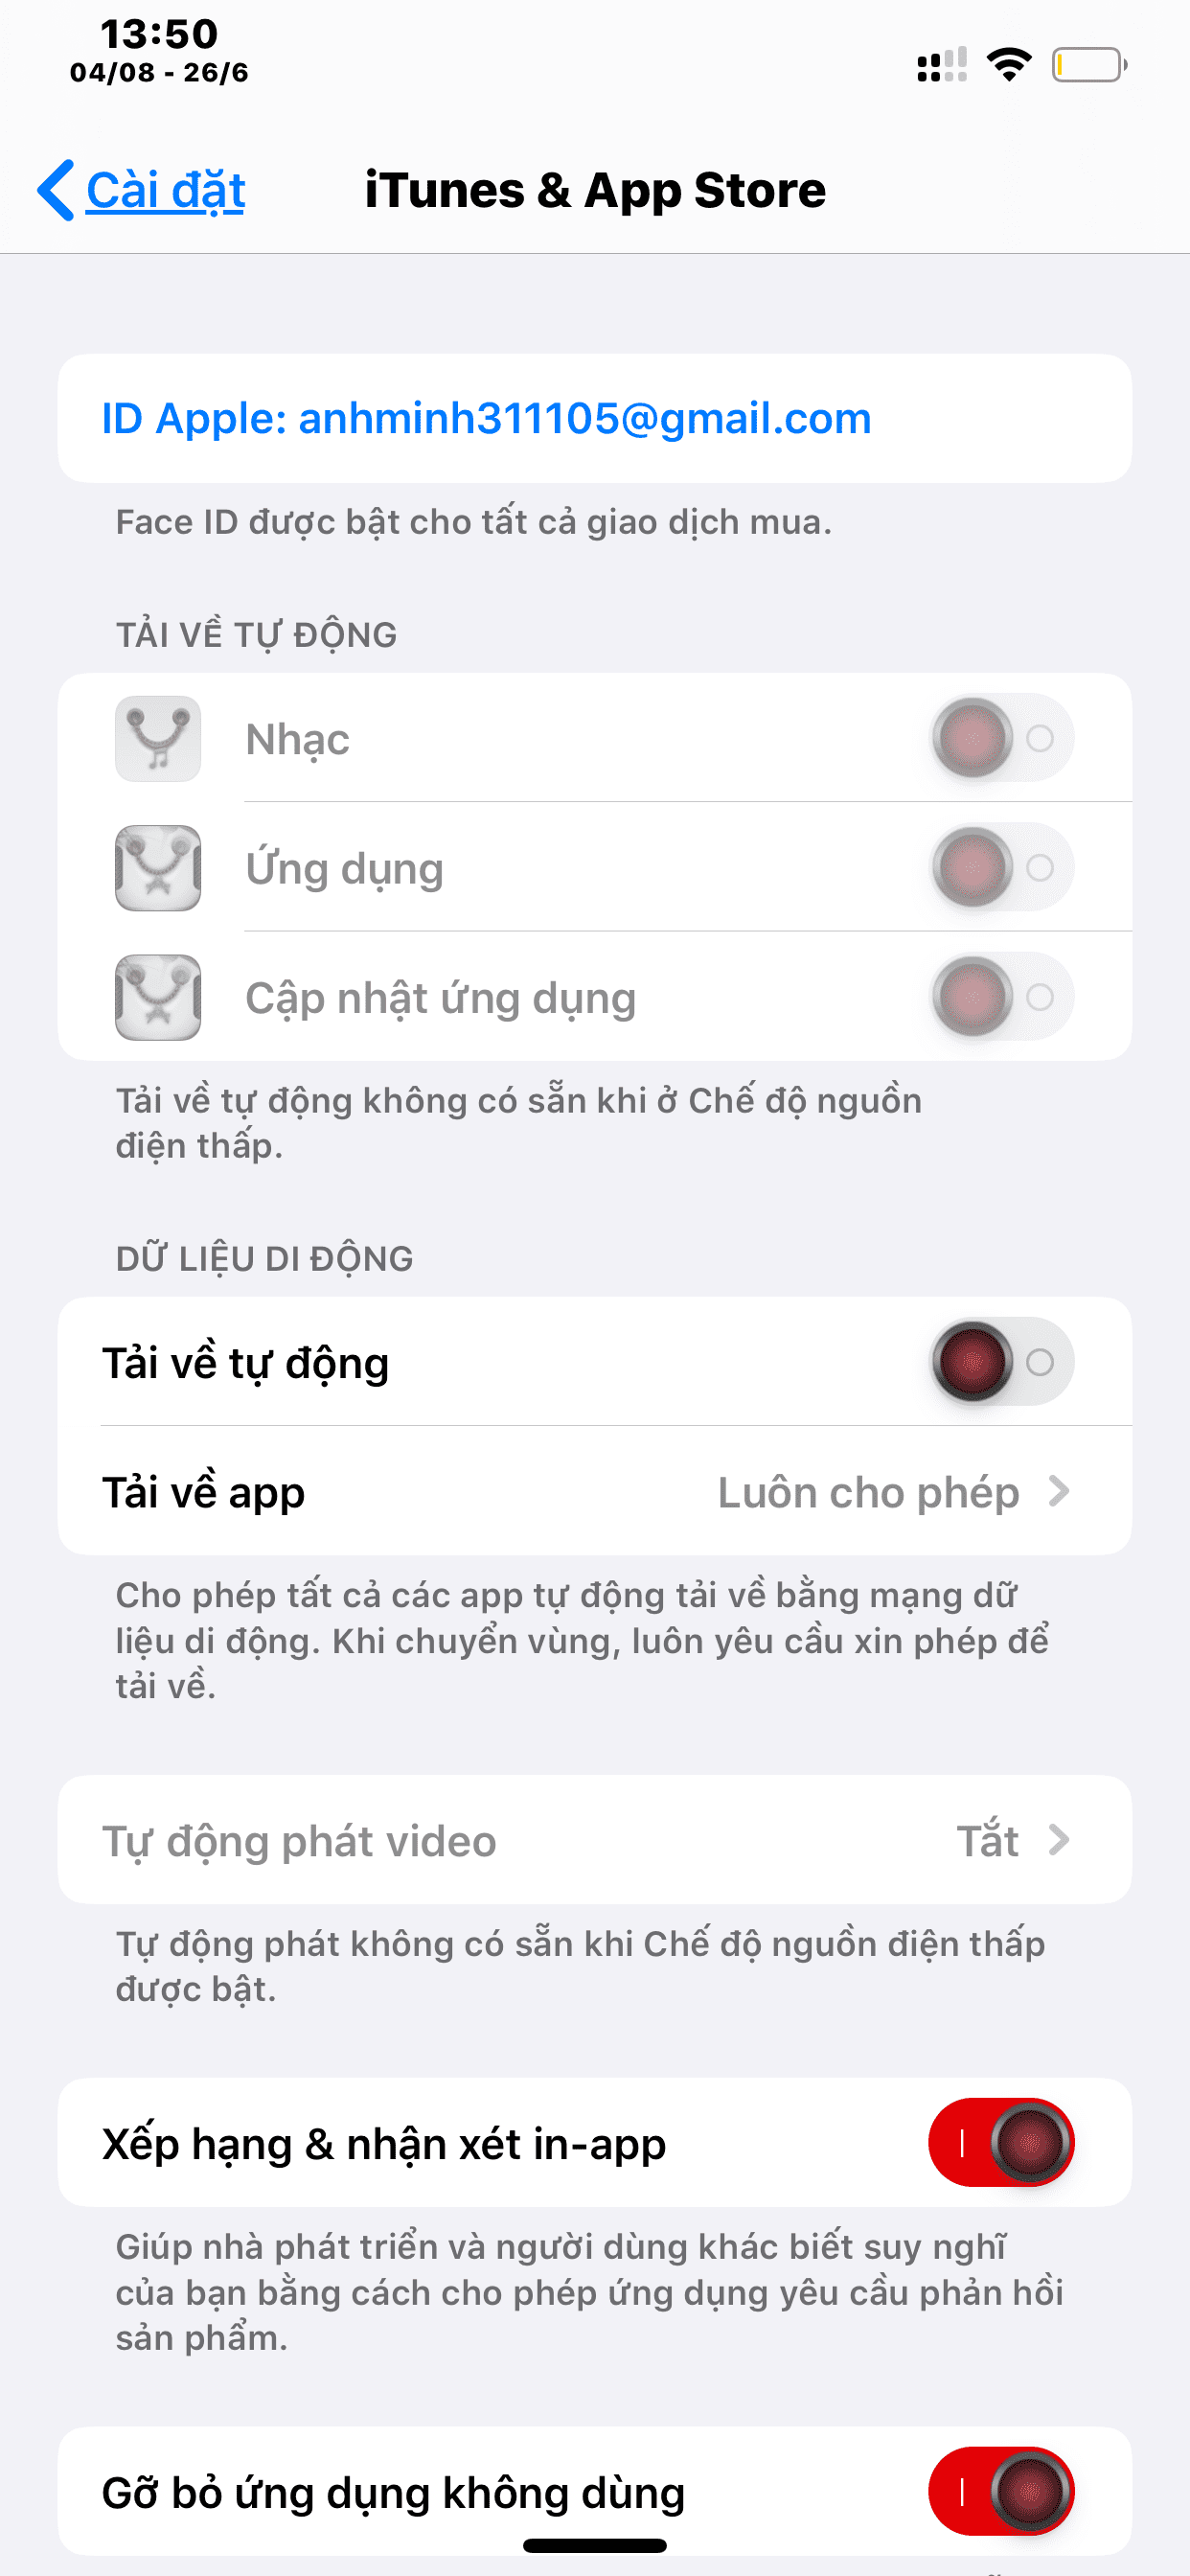 13:50
04/08 - 26/6
Cài đặt
iTunes & App Store
ID Apple: anhminh311105@gmail.com
Face ID được bật cho tất cả giao dịch mua.
TẢI VỀ TỰ ĐỘNG
Nhạc
Ứng dụng
Cập nhật ứng dụng
Tải về tự động không có sẵn khi ở Chế độ nguồn
điện thấp.
DỮ LIỆU DI ĐỘNG
Tải về tự động
Tải về app Luôn cho phép
Cho phép tất cả các app tự động tải về bằng mạng dữ
liệu di động. Khi chuyển vùng, luôn yêu cầu xin phép để
tải về.
Tự động phát video Tắt
Tự động phát không có sẵn khi Chế độ nguồn điện thấp
được bật.
Xếp hạng & nhận xét in-app
Giúp nhà phát triển và người dùng khác biết suy nghĩ
của bạn bằng cách cho phép ứng dụng yêu cầu phản hồi
sản phẩm.
Gỡ bỏ ứng dụng không dùng